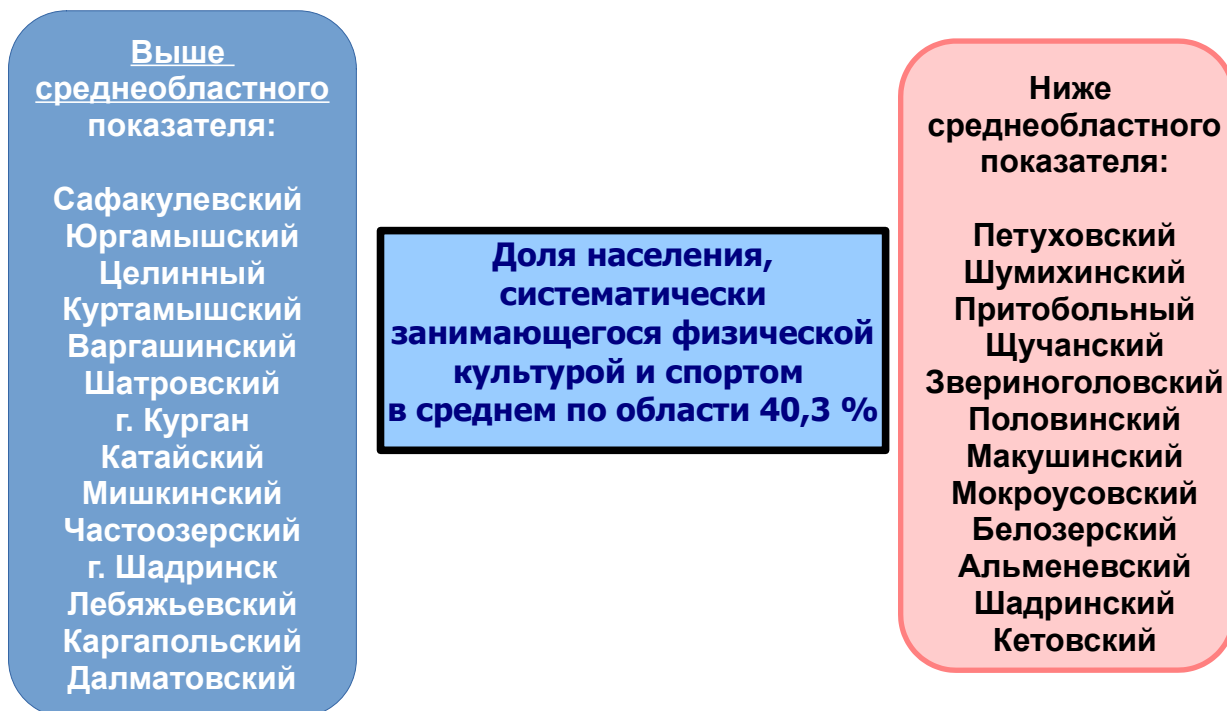 Выше
среднеобластного
показателя:
Сафакулевский
Юргамышский
Целинный
Куртамышский
Варгашинский
Шатровский
г. Курган
Катайский
Мишкинский
Частоозерский
г. Шадринск
Лебяжьевский
Каргапольский
Далматовский
Доля населения,
систематически
занимающегося физической
культурой и спортом
в среднем по области 40,3 %
Ниже
среднеобластного
показателя:
Петуховский
Шумихинский
Притобольный
Щучанский
Звериноголовский
Половинский
Макушинский
Мокроусовский
Белозерский
Альменевский
Шадринский
Кетовский